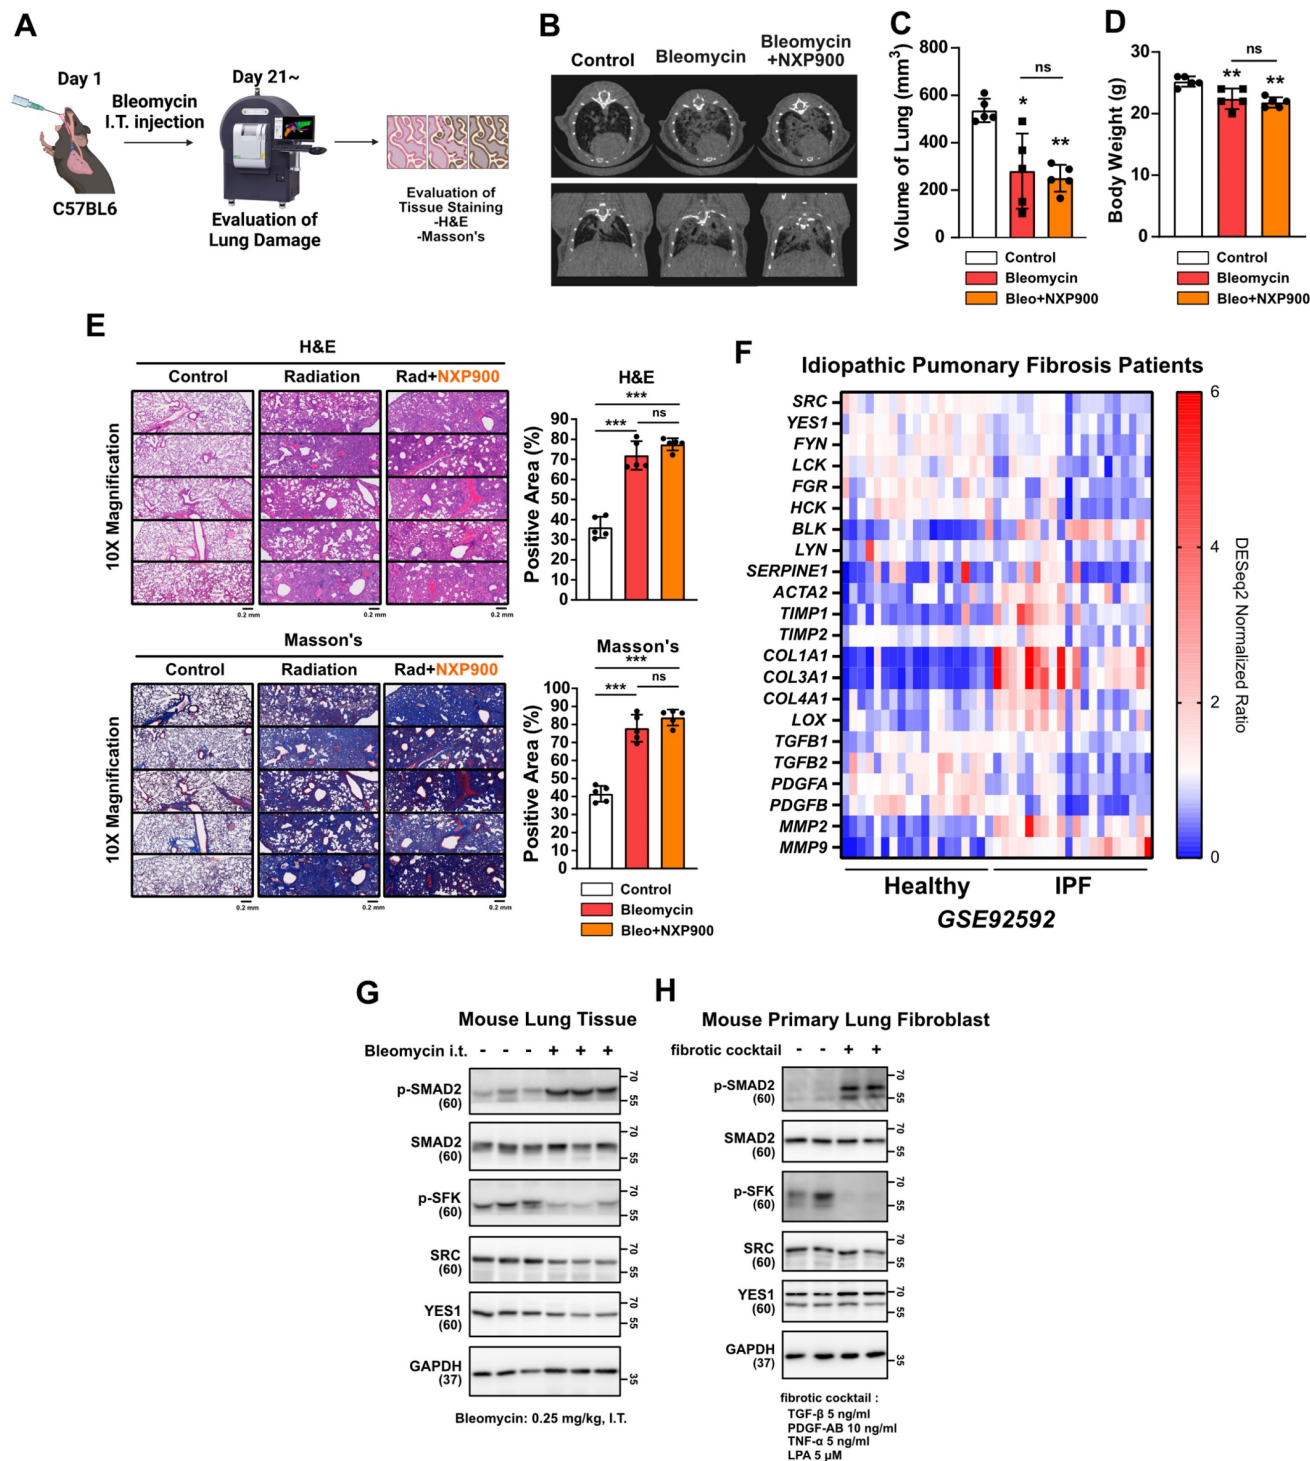 A
Day 1
Bleomycin
I.T. injection
C57BL6
Day 21~
Evaluation of
Lung Damage
Evaluation of
Tissue Staining
-H&E
-Masson's
B
Control
Bleomycin
Bleomycin
+NXP900
C
Volume of Lung (mm³)
800
600
400
200
0
ns
*
**
Control
Bleomycin
Bleo+NXP900
D
Body Weight (g)
30
20
10
0
ns
**
**
Control
Bleomycin
Bleo+NXP900
E
H&E
Control
Radiation
Rad+NXP900
10X Magnification
0.2 mm
0.2 mm
0.2 mm
H&E
Positive Area (%)
90
80
70
60
50
40
30
20
10
0
***
***
ns
Masson's
Control
Radiation
Rad+NXP900
10X Magnification
0.2 mm
0.2 mm
0.2 mm
Masson's
Positive Area (%)
100
90
80
70
60
50
40
30
20
10
0
***
***
ns
Control
Bleomycin
Bleo+NXP900
F
Idiopathic Pumonary Fibrosis Patients
SRC
YES1
FYN
LCK
FGR
HCK
BLK
LYN
SERPINE1
ACTA2
TIMP1
TIMP2
COL1A1
COL3A1
COL4A1
LOX
TGFB1
TGFB2
PDGFA
PDGFB
MMP2
MMP9
Healthy
IPF
GSE92592
6
4
2
0
DESeq2 Normalized Ratio
G
Mouse Lung Tissue
Bleomycin i.t. - - - + + +
p-SMAD2
(60)
70
55
SMAD2
(60)
70
55
p-SFK
(60)
70
55
SRC
(60)
70
55
YES1
(60)
70
55
GAPDH
(37)
35
Bleomycin: 0.25 mg/kg, I.T.
H
Mouse Primary Lung Fibroblast
fibrotic cocktail - - + +
p-SMAD2
(60)
70
55
SMAD2
(60)
70
55
p-SFK
(60)
70
55
SRC
(60)
70
55
YES1
(60)
70
55
GAPDH
(37)
35
fibrotic cocktail :
TGF-β 5 ng/ml
PDGF-AB 10 ng/ml
TNF-α 5 ng/ml
LPA 5 μM